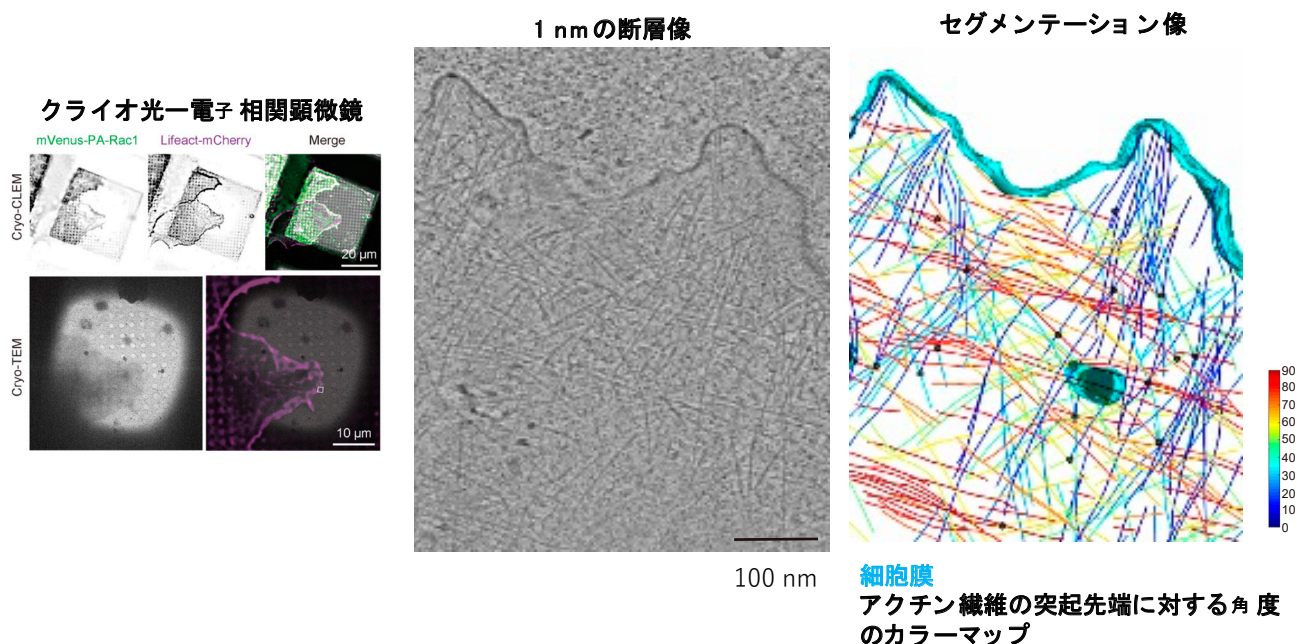 クライオ光ー電子 相関顕微鏡
mVenus-PA-Rac1 Lifeact-mCherry Merge
Cryo-CLEM
20 µm
Cryo-TEM
10 µm
1 nmの断層像
100 nm
セグメンテーション像
90
80
70
60
50
40
30
20
10
0
細胞膜
アクチン繊維の突起先端に対する角度
のカラーマップ